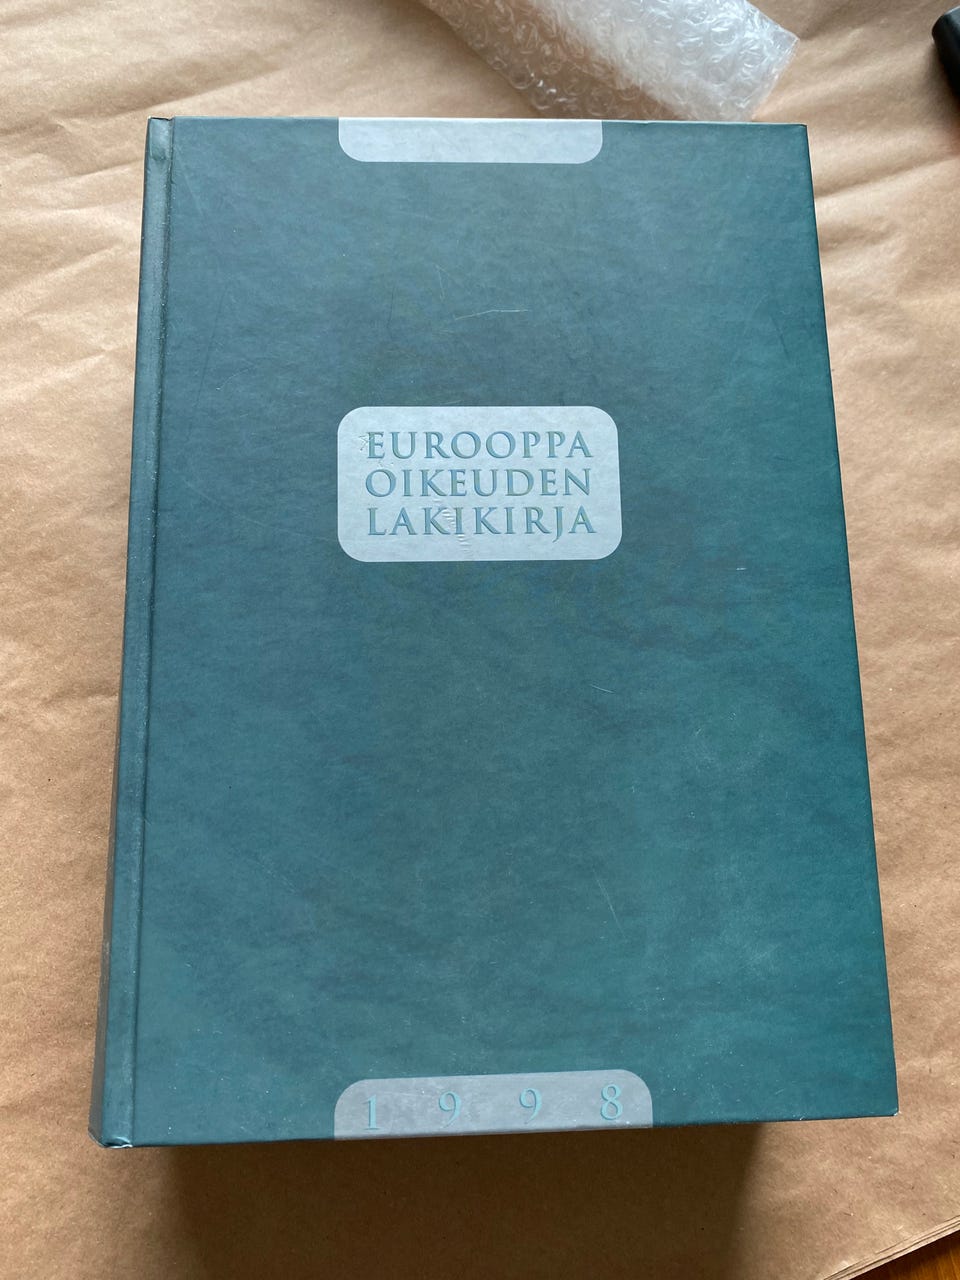 EUROOPPA
OIKEUDEN
LAKIKIRJA
1998